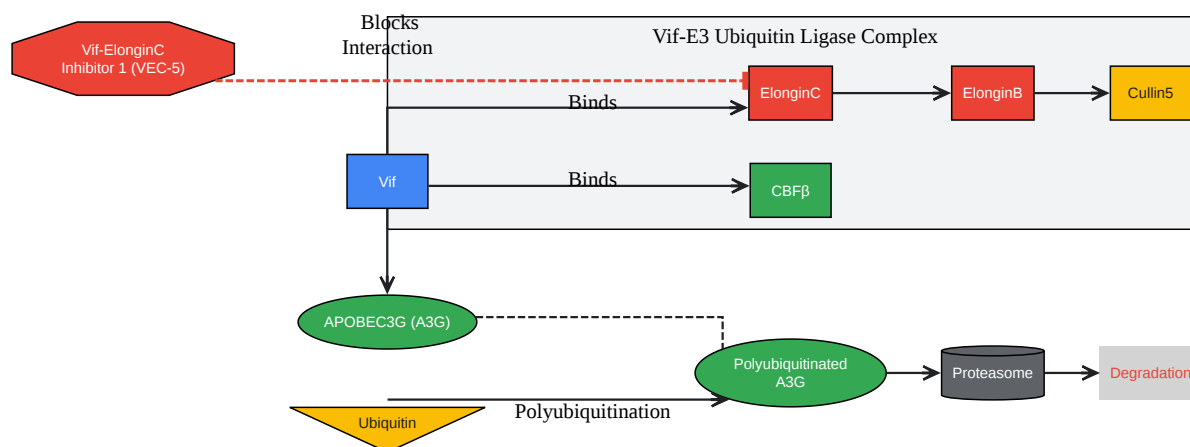 Blocks
Interaction
Vif-E3 Ubiquitin Ligase Complex
Vif-ElonginC
Inhibitor 1 (VEC-5)
Binds
ElonginC
ElonginB
Cullin5
Vif
Binds
CBFβ
APOBEC3G (A3G)
Polyubiquitinated
A3G
Proteasome
Degradation
Polyubiquitination
Ubiquitin